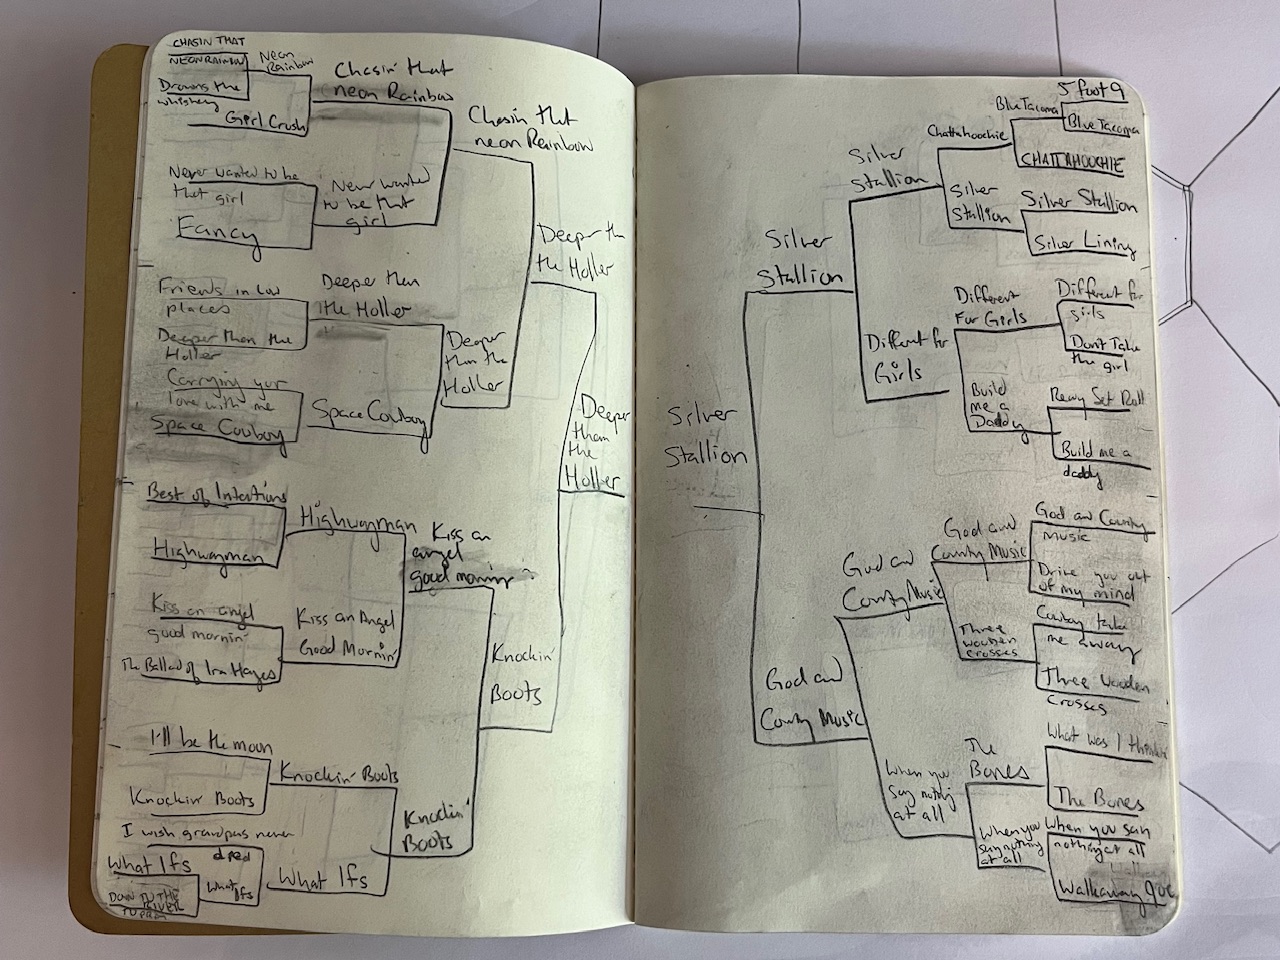 CHASIN THAT
NEON RAINBOW
Neon
Rainbow
Drowns the
whiskey
Girl Crush
Chasin' that
neon Rainbow
Never wanted to be
that girl
Fancy
Never wanted
to be that
girl
Chasin that
neon Rainbow
Friends in low
places
Deeper than the
Holler
Deeper then
the Holler
Carrying your
love with me
Space Cowboy
Space Cowboy
Deeper
than the
Holler
Deeper the
the Holler
Best of Intentions
Highwayman
Highwayman
Kiss an angel
good mornin'
The Ballad of Ira Hayes
Kiss an Angel
Good Mornin'
Kiss an
angel
good mornin'
I'll be the moon
Knockin' Boots
Knockin' Boots
I wish grandpas never
died
What Ifs
DOWN TO THE
RIVER
TO PRAY
What
Ifs
What Ifs
Knockin'
Boots
Knockin'
Boots
Deeper
than
the
Holler
Silver
Stallion
Silver
Stallion
Silver
Stallion
Chattahoochie
Blue Tacoma
5 foot 9
Blue Tacoma
CHATTAHOOCHIE
Silver
Stallion
Silver Stallion
Silver Lining
Different for
Girls
Different
Fur Girls
Different for
girls
Don't Take
the girl
Build
me a
Daddy
Ready Set Roll
Build me a
daddy
God and
County Music
God and
County Music
God and
County Music
God and County
Music
Drive you out
of my mind
Three
wooden
crosses
Cowboy take
me away
Three wooden
crosses
When you
say nothing
at all
The
Bones
What was I thinkin
The Bones
When you
say nothing
at all
When you say
nothing at all
Walkaway Joe